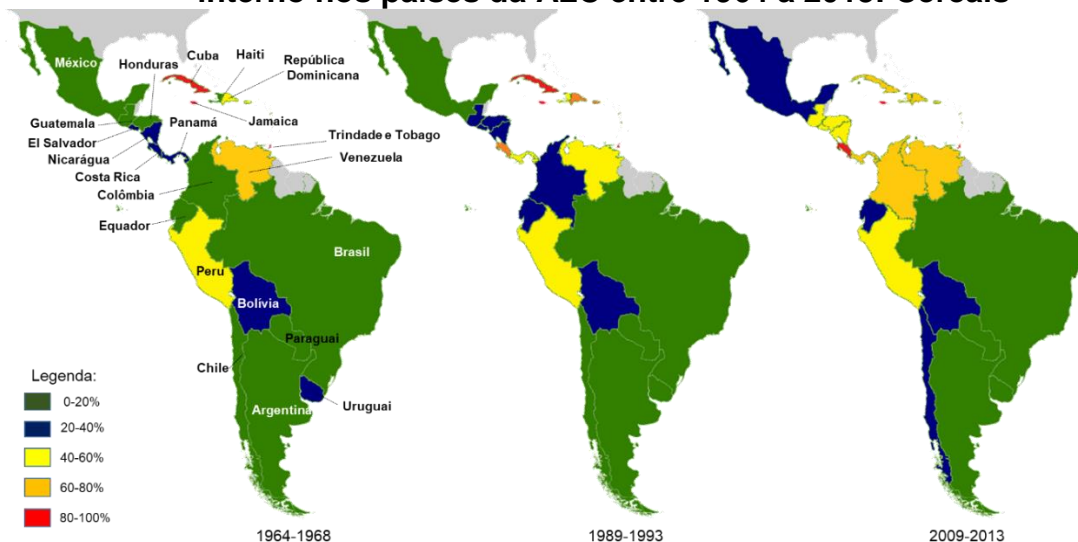 México
Honduras
Cuba
Haiti
República
Dominicana
Guatemala
Panamá
Jamaica
El Salvador
Nicarágua
Trindade e Tobago
Costa Rica
Venezuela
Colômbia
Equador
Brasil
Peru
Bolívia
Paraguai
Chile
Legenda:
0-20%
Argentina
Uruguai
20-40%
40-60%
60-80%
80-100%
1964-1968
1989-1993
2009-2013